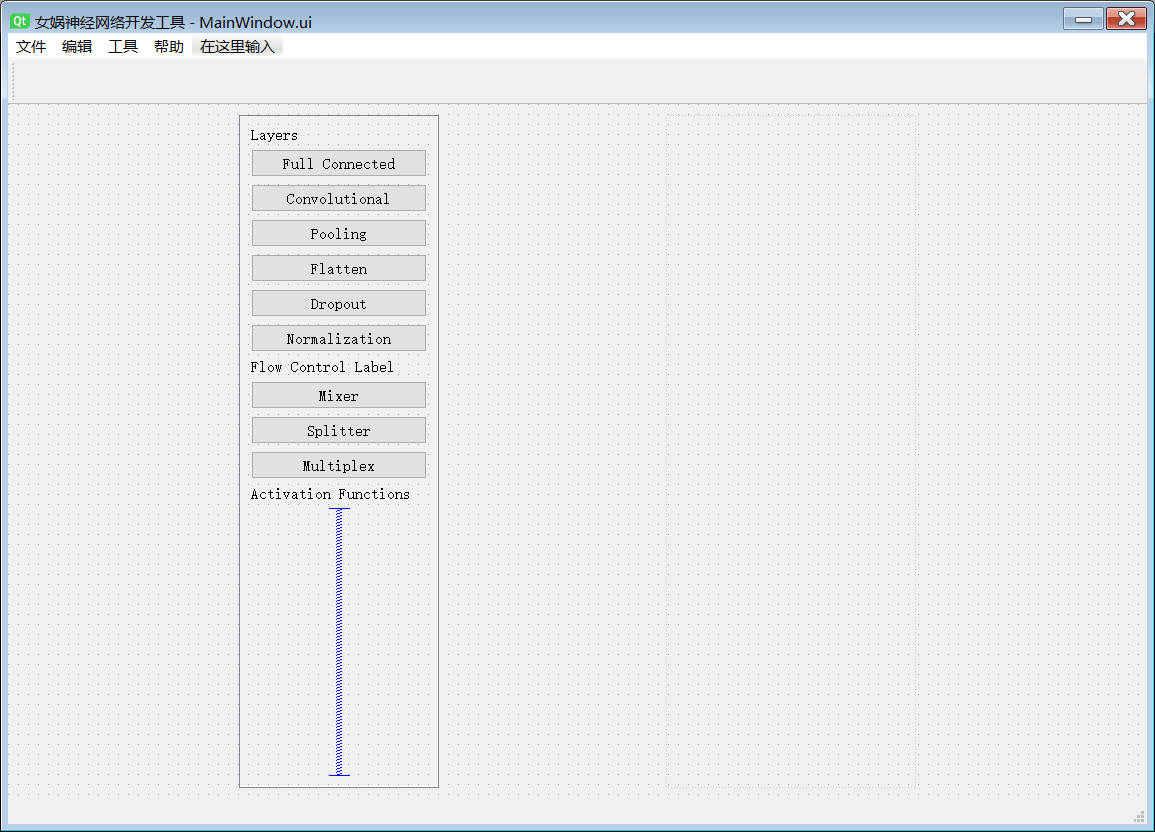 Qt 女娲神经网络开发工具 - MainWindow.ui
文件 编辑 工具 帮助 在这里输入
Layers
Full Connected
Convolutional
Pooling
Flatten
Dropout
Normalization
Flow Control Label
Mixer
Splitter
Multiplex
Activation Functions